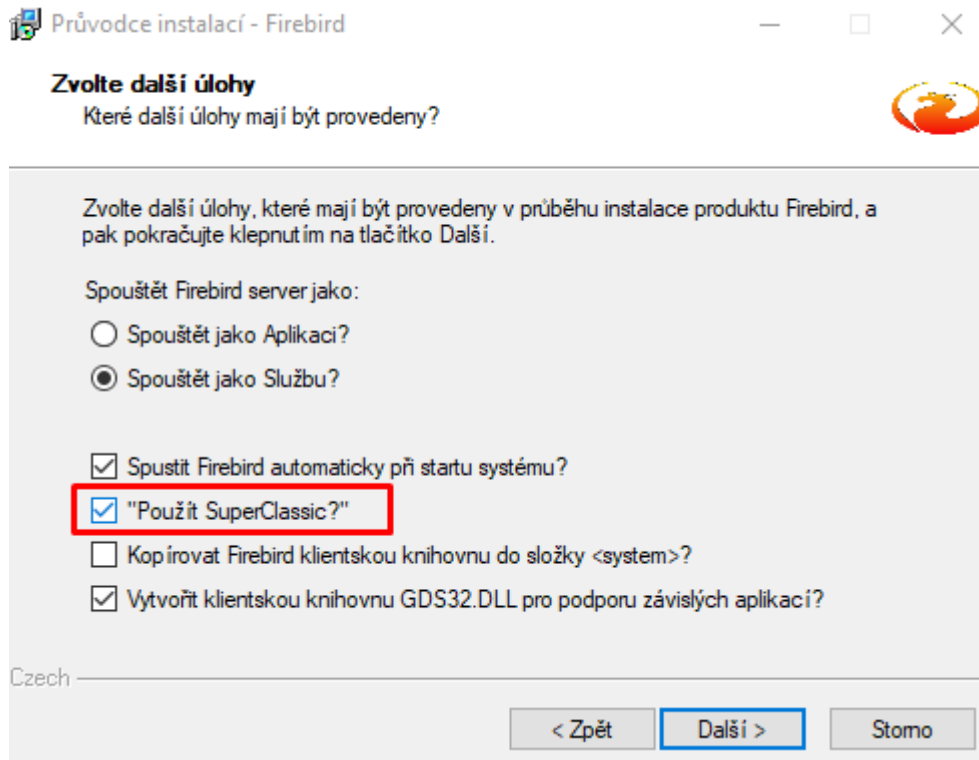 Průvodce instalací - Firebird
Zvolte další úlohy
Které další úlohy mají být provedeny?
Zvolte další úlohy, které mají být provedeny v průběhu instalace produktu Firebird, a
pak pokračujte klepnutím na tlačítko Další.
Spouštět Firebird server jako:
Spouštět jako Aplikaci?
Spouštět jako Službu?
Spustit Firebird automaticky při startu systému?
"Použít SuperClassic?"
Kopírovat Firebird klientskou knihovnu do složky <system>?
Vytvořit klientskou knihovnu GDS32.DLL pro podporu závislých aplikací?
Czech
< Zpět
Další >
Storno